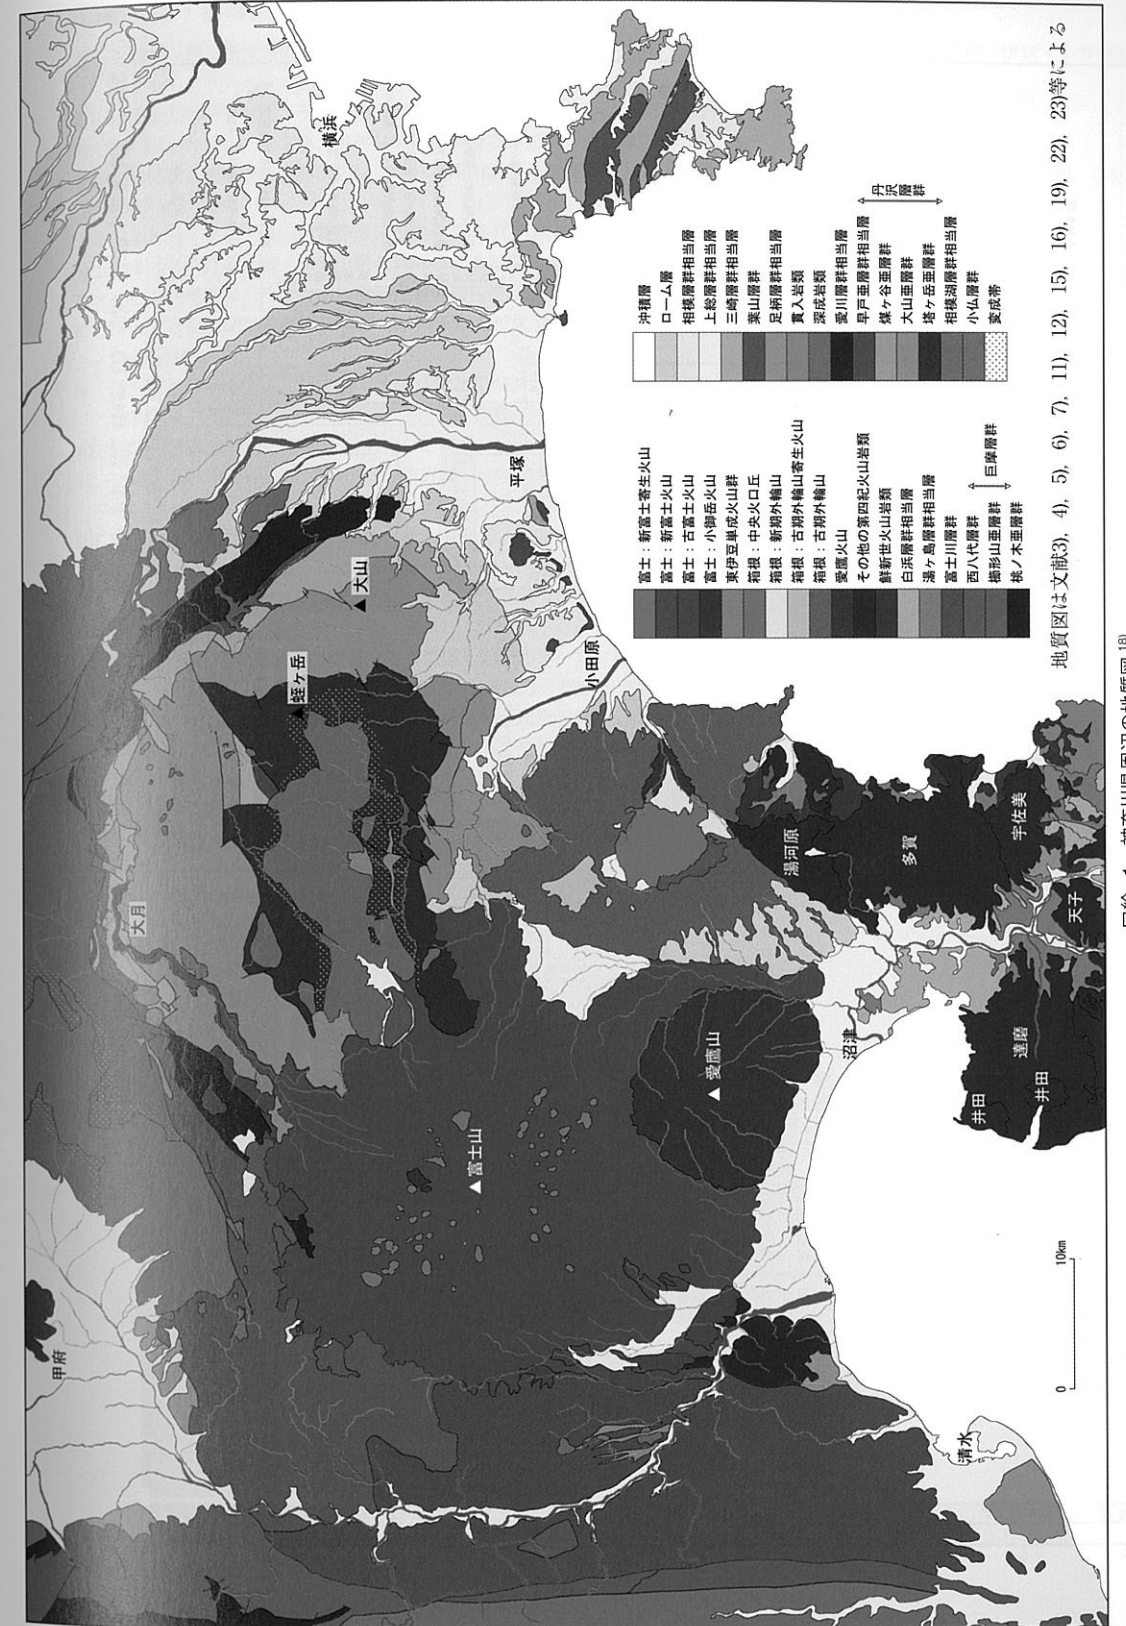 横浜
平塚
大山
蛭ヶ岳
小田原
大月
湯河原
多賀
宇佐美
天子
富士山
愛鷹山
沼津
達磨
井田
井田
甲府
清水
0 10km
富士：新富士寄生火山
富士：新富士火山
富士：古富士火山
富士：小御岳火山
東伊豆単成火山群
箱根：中央火口丘
箱根：新期外輪山
箱根：古期外輪山寄生火山
箱根：古期外輪山
愛鷹火山
その他の第四紀火山岩類
鮮新世火山岩類
白浜層群相当層
湯ヶ島層群相当層
富士川層群
西八代層群
櫛形山亜層群
桃ノ木亜層群
巨摩層群
沖積層
ローム層
相模層群相当層
上総層群相当層
三崎層群相当層
葉山層群
足柄層群相当層
貫入岩類
深成岩類
愛川層群相当層
早戸亜層群相当層
煤ヶ谷亜層群
大山亜層群
塔ヶ岳亜層群
相模湖層群相当層
小仏層群
変成帯
丹沢層群
地質図は文献3), 4), 5), 6), 7), 11), 12), 15), 16), 19), 22), 23)等による